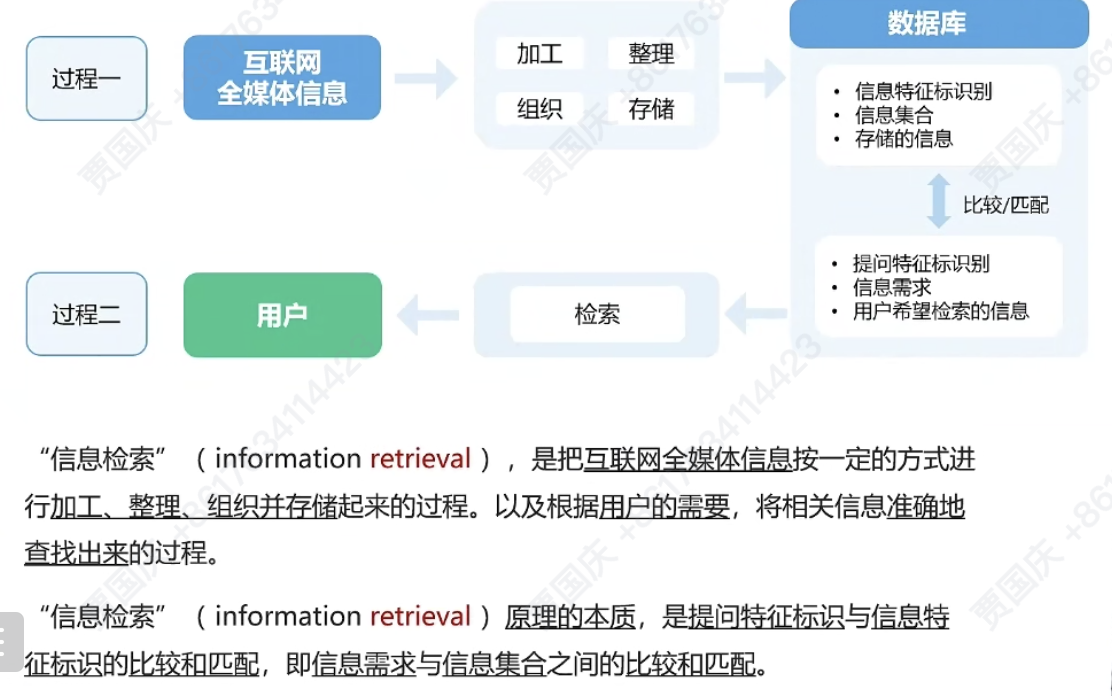 过程一
互联网
全媒体信息
加工 整理
组织 存储
数据库
• 信息特征标识别
• 信息集合
• 存储的信息
比较/匹配
• 提问特征标识别
• 信息需求
• 用户希望检索的信息
过程二
用户
检索
“信息检索”（information retrieval），是把互联网全媒体信息按一定的方式进
行加工、整理、组织并存储起来的过程。以及根据用户的需要，将相关信息准确地
查找出来的过程。
“信息检索”（information retrieval）原理的本质，是提问特征标识与信息特
征标识的比较和匹配，即信息需求与信息集合之间的比较和匹配。
贾国庆 +8617634114423